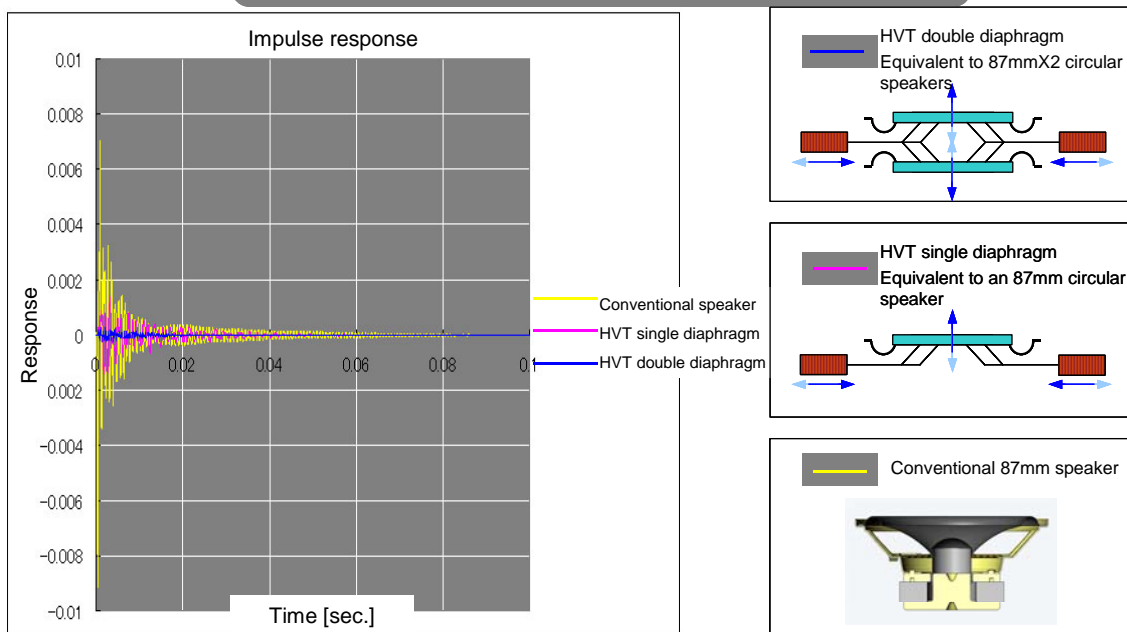 Impulse response
0.01
0.008
0.006
0.004
0.002
0
−0.002
−0.004
−0.006
−0.008
−0.01
Response
0
0.02
0.04
0.06
0.08
0.1
Time [sec.]
Conventional speaker
HVT single diaphragm
HVT double diaphragm
HVT double diaphragm
Equivalent to 87mmX2 circular
speakers
HVT single diaphragm
Equivalent to an 87mm circular
speaker
Conventional 87mm speaker